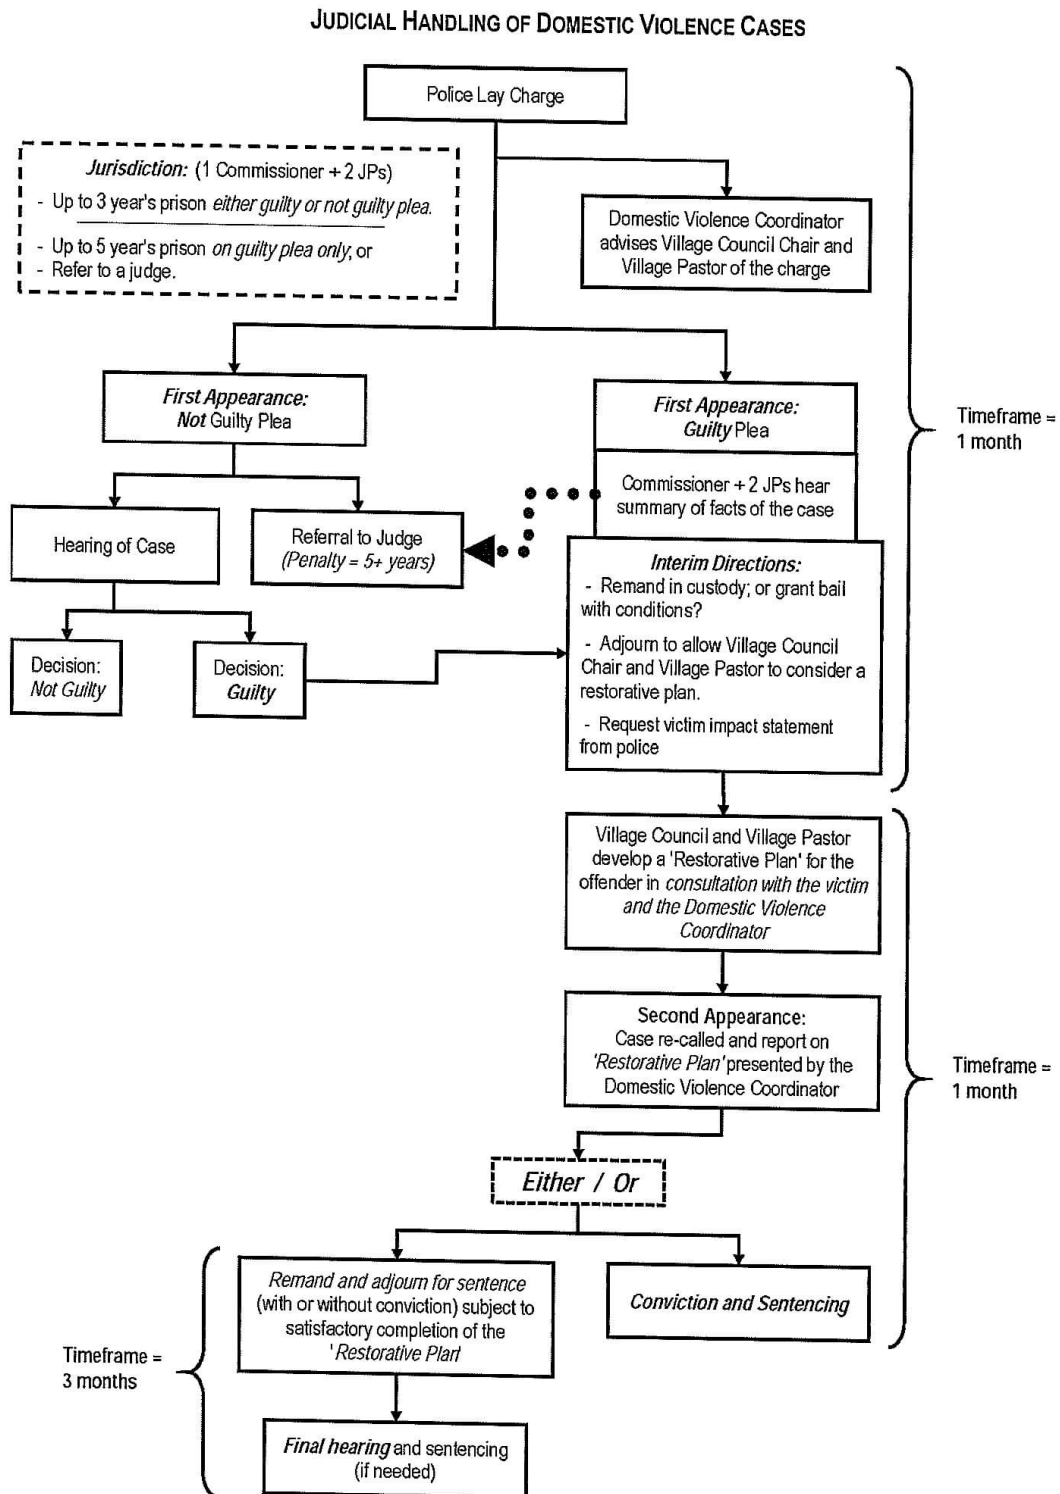 JUDICIAL HANDLING OF DOMESTIC VIOLENCE CASES
Police Lay Charge
Jurisdiction: (1 Commissioner + 2 JPs)
- Up to 3 year's prison either guilty or not guilty plea.
- Up to 5 year's prison on guilty plea only, or
- Refer to a judge.
Domestic Violence Coordinator
advises Village Council Chair and
Village Pastor of the charge
First Appearance:
Not Guilty Plea
First Appearance:
Guilty Plea
Timeframe =
1 month
Commissioner + 2 JPs hear
summary of facts of the case
Hearing of Case
Referral to Judge
(Penalty = 5+ years)
Interim Directions:
- Remand in custody; or grant bail
with conditions?
- Adjourn to allow Village Council
Chair and Village Pastor to consider a
restorative plan.
- Request victim impact statement
from police
Decision:
Not Guilty
Decision:
Guilty
Village Council and Village Pastor
develop a 'Restorative Plan' for the
offender in consultation with the victim
and the Domestic Violence
Coordinator
Second Appearance:
Case re-called and report on
'Restorative Plan' presented by the
Domestic Violence Coordinator
Timeframe =
1 month
Either / Or
Remand and adjourn for sentence
(with or without conviction) subject to
satisfactory completion of the
'Restorative Plan'
Conviction and Sentencing
Timeframe =
3 months
Final hearing and sentencing
(if needed)